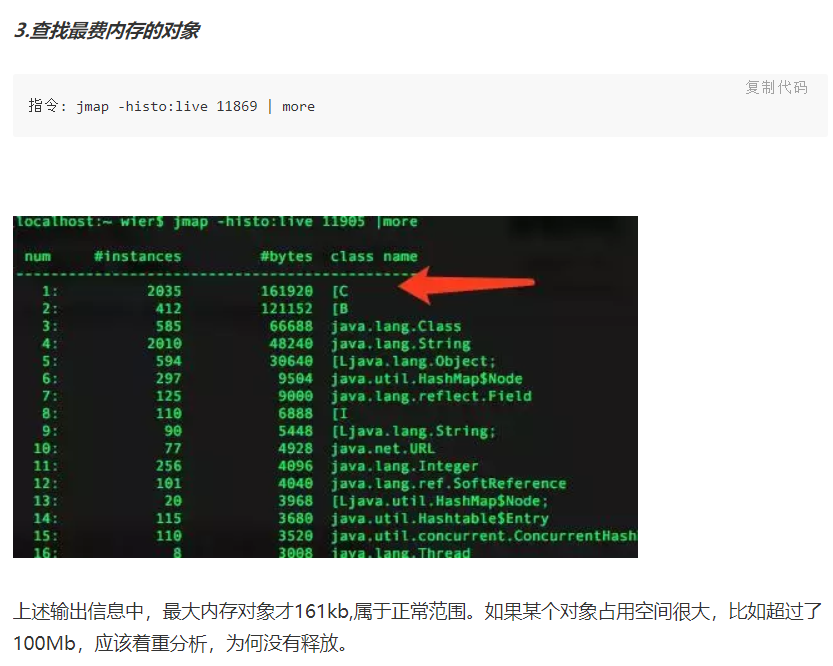 3.查找最费内存的对象
复制代码
指令: jmap -histo:live 11869 | more
localhost:~ wier$ jmap -histo:live 11905 |more
num #instances #bytes class name
----------------------------------------------
1: 2035 161920 [C
2: 412 121152 [B
3: 585 66688 java.lang.Class
4: 2010 48240 java.lang.String
5: 594 30640 [Ljava.lang.Object;
6: 297 9504 java.util.HashMap$Node
7: 125 9000 java.lang.reflect.Field
8: 110 6888 [I
9: 90 5448 [Ljava.lang.String;
10: 77 4928 java.net.URL
11: 256 4096 java.lang.Integer
12: 101 4040 java.lang.ref.SoftReference
13: 20 3968 [Ljava.util.HashMap$Node;
14: 115 3680 java.util.Hashtable$Entry
15: 110 3520 java.util.concurrent.ConcurrentHash
16: 8 3008 java.lang.Thread
上述输出信息中，最大内存对象才161kb,属于正常范围。如果某个对象占用空间很大，比如超过了
100Mb，应该着重分析，为何没有释放。